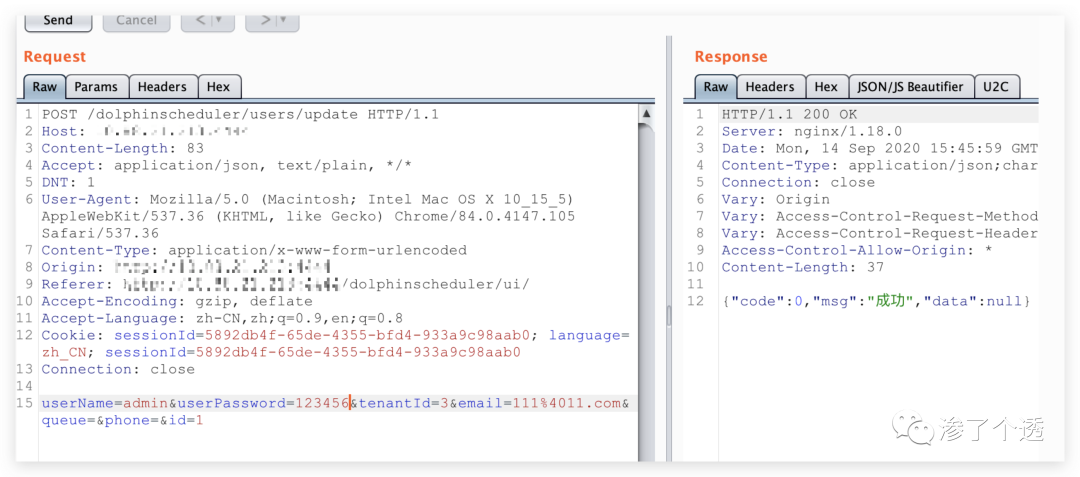 Send
Cancel
< ▼
> ▼
Request
Raw Params Headers Hex
1 POST /dolphinscheduler/users/update HTTP/1.1
2 Host:
3 Content-Length: 83
4 Accept: application/json, text/plain, */*
5 DNT: 1
6 User-Agent: Mozilla/5.0 (Macintosh; Intel Mac OS X 10_15_5)
AppleWebKit/537.36 (KHTML, like Gecko) Chrome/84.0.4147.105
Safari/537.36
7 Content-Type: application/x-www-form-urlencoded
8 Origin:
9 Referer: /dolphinscheduler/ui/
10 Accept-Encoding: gzip, deflate
11 Accept-Language: zh-CN,zh;q=0.9,en;q=0.8
12 Cookie: sessionId=5892db4f-65de-4355-bfd4-933a9c98aab0; language=
zh_CN; sessionId=5892db4f-65de-4355-bfd4-933a9c98aab0
13 Connection: close
14
15 userName=admin&userPassword=123456&tenantId=3&email=111%4011.com&
queue=&phone=&id=1
Response
Raw Headers Hex JSON/JS Beautifier U2C
1 HTTP/1.1 200 OK
2 Server: nginx/1.18.0
3 Date: Mon, 14 Sep 2020 15:45:59 GMT
4 Content-Type: application/json;char
5 Connection: close
6 Vary: Origin
7 Vary: Access-Control-Request-Method
8 Vary: Access-Control-Request-Header
9 Access-Control-Allow-Origin: *
10 Content-Length: 37
11
12 {"code":0,"msg":"成功","data":null}
渗了个透